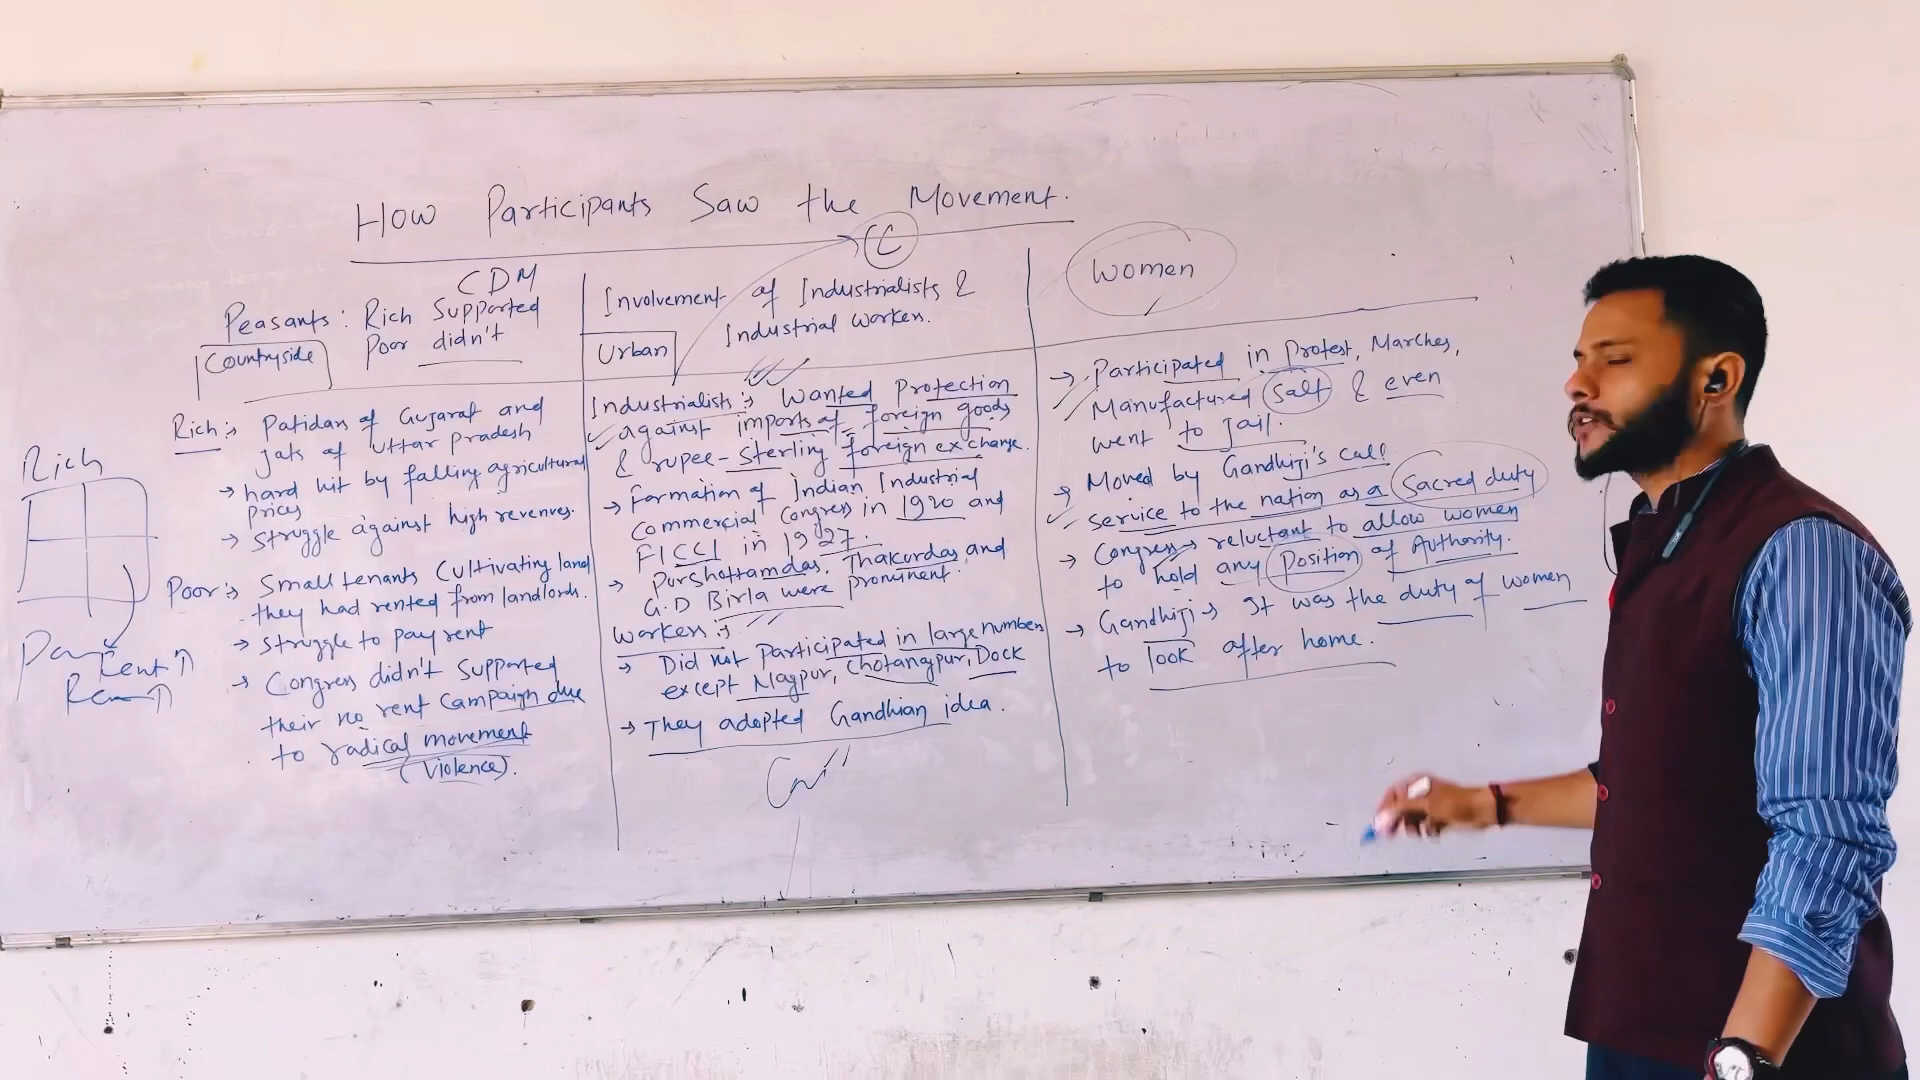 How Participants Saw the Movement.
C
CDM
Peasants: Rich Supported
Poor didn't
Countryside
Rich :→ Patidars of Gujarat and
jats of Uttar pradesh
→ hard hit by falling agricultural
prices
→ Struggle against high revenues.
Poor :→ Small tenants cultivating land
they had rented from landlords.
→ Struggle to pay rent
→ Congress didn't supported
their no rent campaign due
to radical movement
(violence).
Rich
Rent ↑
Involvement of Industrialists &
Industrial workers.
Urban
Industrialists :→ Wanted Protection
against imports of foreign goods
& rupee-sterling foreign exchange.
→ Formation of Indian Industrial
Commercial Congress in 1920 and
FICCI in 1927.
→ Purshottamdas, Thakurdas and
G.D Birla were prominent.
Workers :→
→ Did not Participated in large number
except Nagpur, Chotanagpur, Dock
→ They adopted Gandhian idea.
Women
→ Participated in Protest, Marches,
Manufactured Salt & even
went to jail.
→ Moved by Gandhiji's call
Service to the nation as a Sacred duty
→ Congress → reluctant to allow women
to hold any Position of Authority.
→ Gandhiji → It was the duty of women
to look after home.